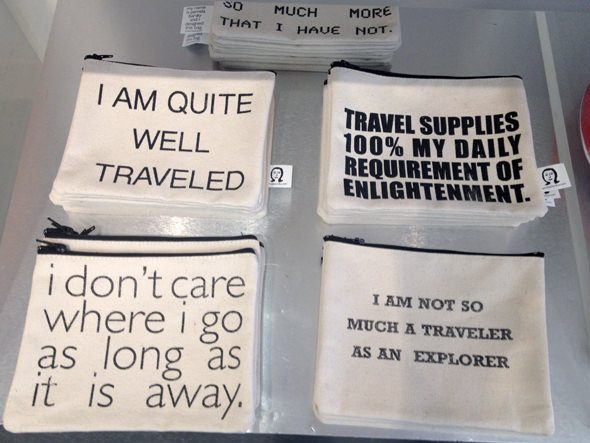 SO MUCH MORE
THAT I HAVE NOT.
I AM QUITE
WELL
TRAVELED
TRAVEL SUPPLIES
100% MY DAILY
REQUIREMENT OF
ENLIGHTENMENT.
i don't care
where i go
as long as
it is away.
I AM NOT SO
MUCH A TRAVELER
AS AN EXPLORER